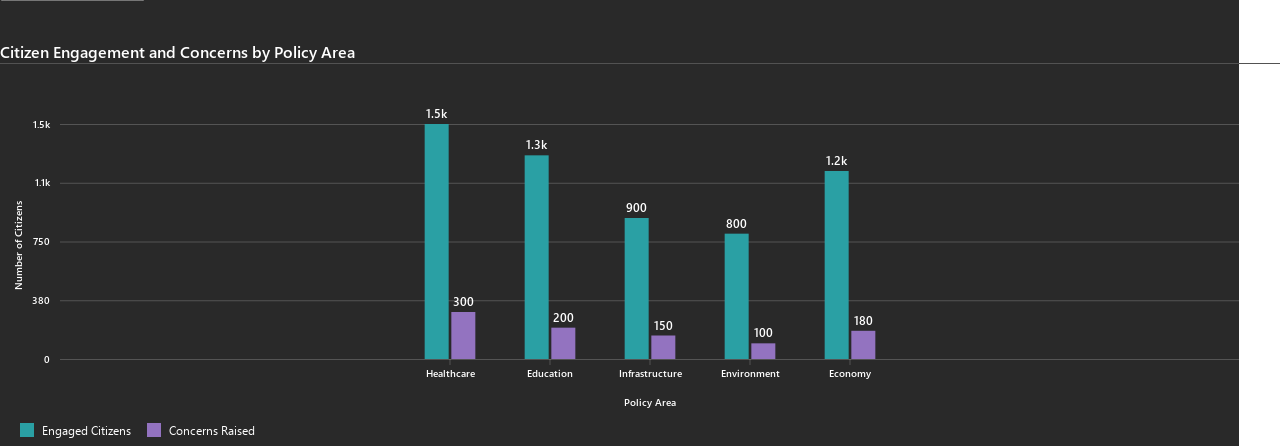 Citizen Engagement and Concerns by Policy Area
1.5k
1.1k
750
380
0
Number of Citizens
1.5k
300
1.3k
200
900
150
800
100
1.2k
180
Healthcare
Education
Infrastructure
Environment
Economy
Policy Area
Engaged Citizens
Concerns Raised